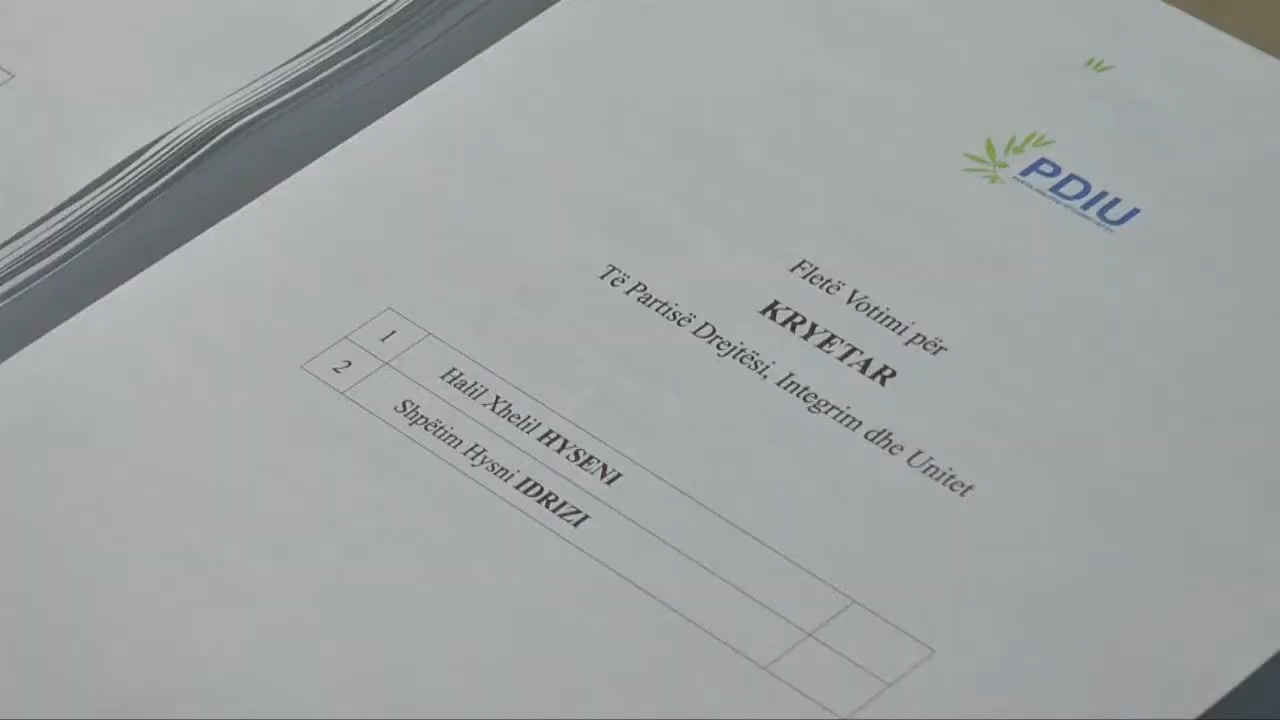 PDIU
Fletë Votimi për
KRYETAR
Të Partisë Drejtësi, Integrim dhe Unitet
1 Halil Xhelil HYSENI
2 Shpëtim Hysni IDRIZI